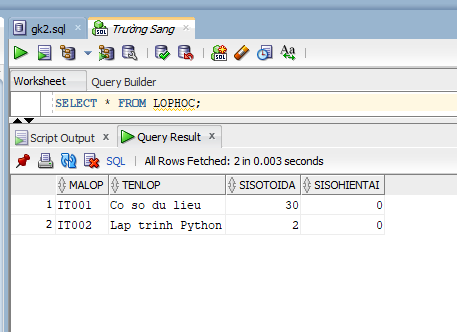 gk2.sql Trường Sang
SQL Aa
Worksheet Query Builder
SELECT * FROM LOPHOC;
Script Output Query Result
SQL All Rows Fetched: 2 in 0.003 seconds
MALOP TENLOP SISOTOIDA SISOHIENTAI
1 IT001 Co so du lieu 30 0
2 IT002 Lap trinh Python 2 0